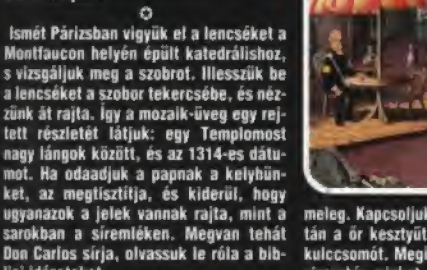 Ismét Párizsban vigyük el a lencséket a
Montfaucon helyén épült katedrálishoz,
s vizsgáljuk meg a szobrot. Illesszük be
a lencséket a szobor tekercsébe, és néz-
zünk át rajta. Így a mozaik-üveg egy rej-
tett részletét látjuk: egy Templomost
nagy lángok között, és az 1314-es dátu-
mot. Ha odaadjuk a papnak a kelyhün-
ket, az megtisztítja, és kiderül, hogy
ugyanazok a jelek vannak rajta, mint a
sarokban a síremléken. Megvan tehát
Don Carlos sírja, olvassuk le róla a bib-
meleg. Kapcsoljuk
tán a őr kesztyüt
kulccsomót. Megi